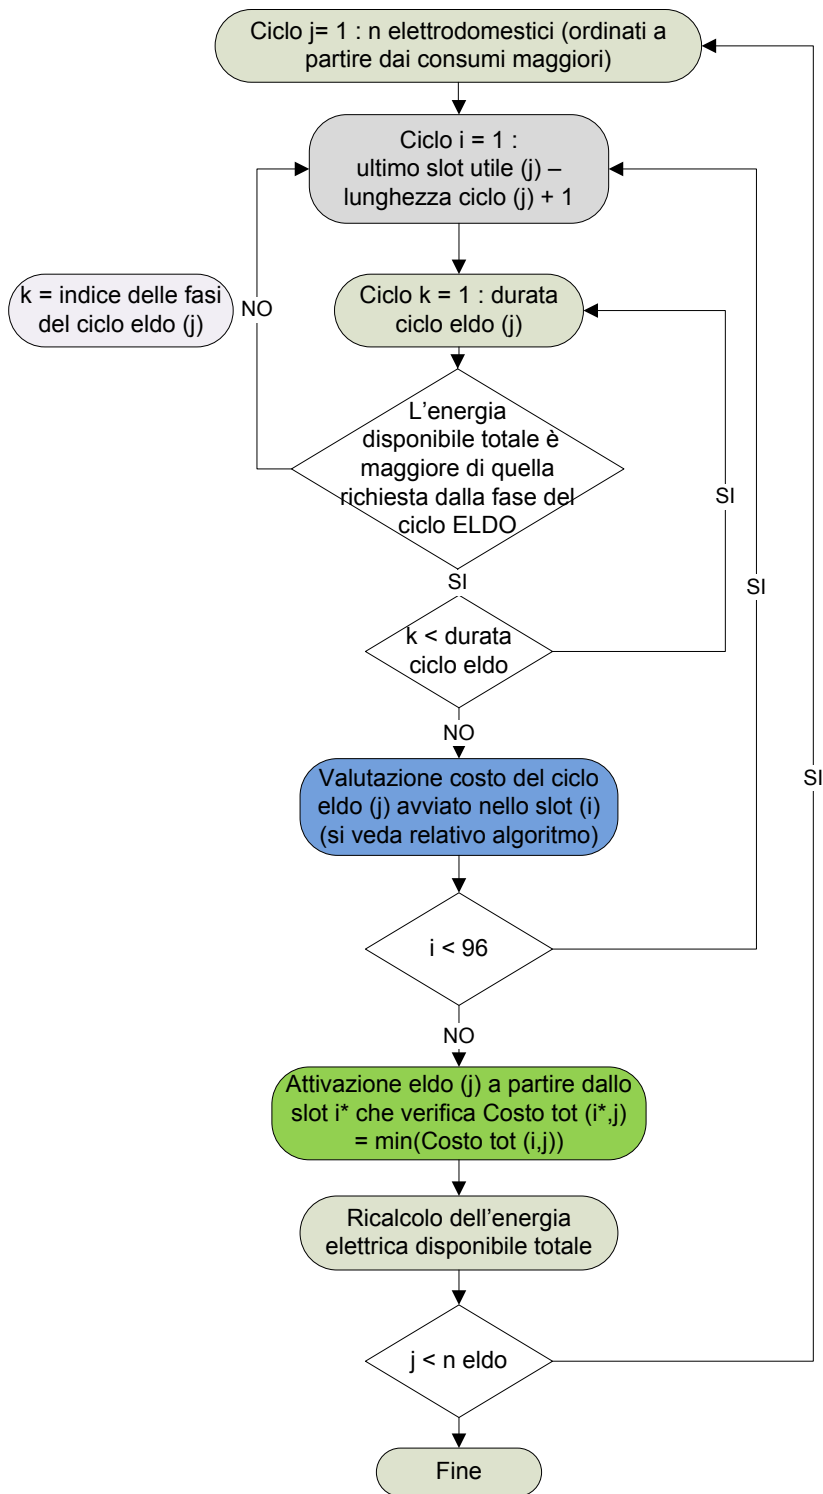 Ciclo j= 1 : n elettrodomestici (ordinati a
partire dai consumi maggiori)
Ciclo i = 1 :
ultimo slot utile (j) –
lunghezza ciclo (j) + 1
k = indice delle fasi
del ciclo eldo (j)
NO
Ciclo k = 1 : durata
ciclo eldo (j)
L’energia
disponibile totale è
maggiore di quella
richiesta dalla fase del
ciclo ELDO
SI
SI
k < durata
ciclo eldo
SI
NO
Valutazione costo del ciclo
eldo (j) avviato nello slot (i)
(si veda relativo algoritmo)
SI
i < 96
NO
Attivazione eldo (j) a partire dallo
slot i* che verifica Costo tot (i*,j)
= min(Costo tot (i,j))
Ricalcolo dell’energia
elettrica disponibile totale
j < n eldo
Fine